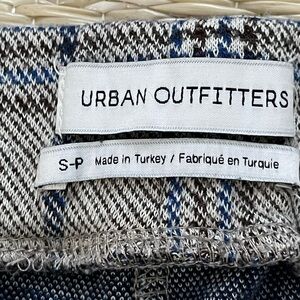 URBAN OUTFITTERS
S-P Made in Turkey / Fabriqué en Turquie